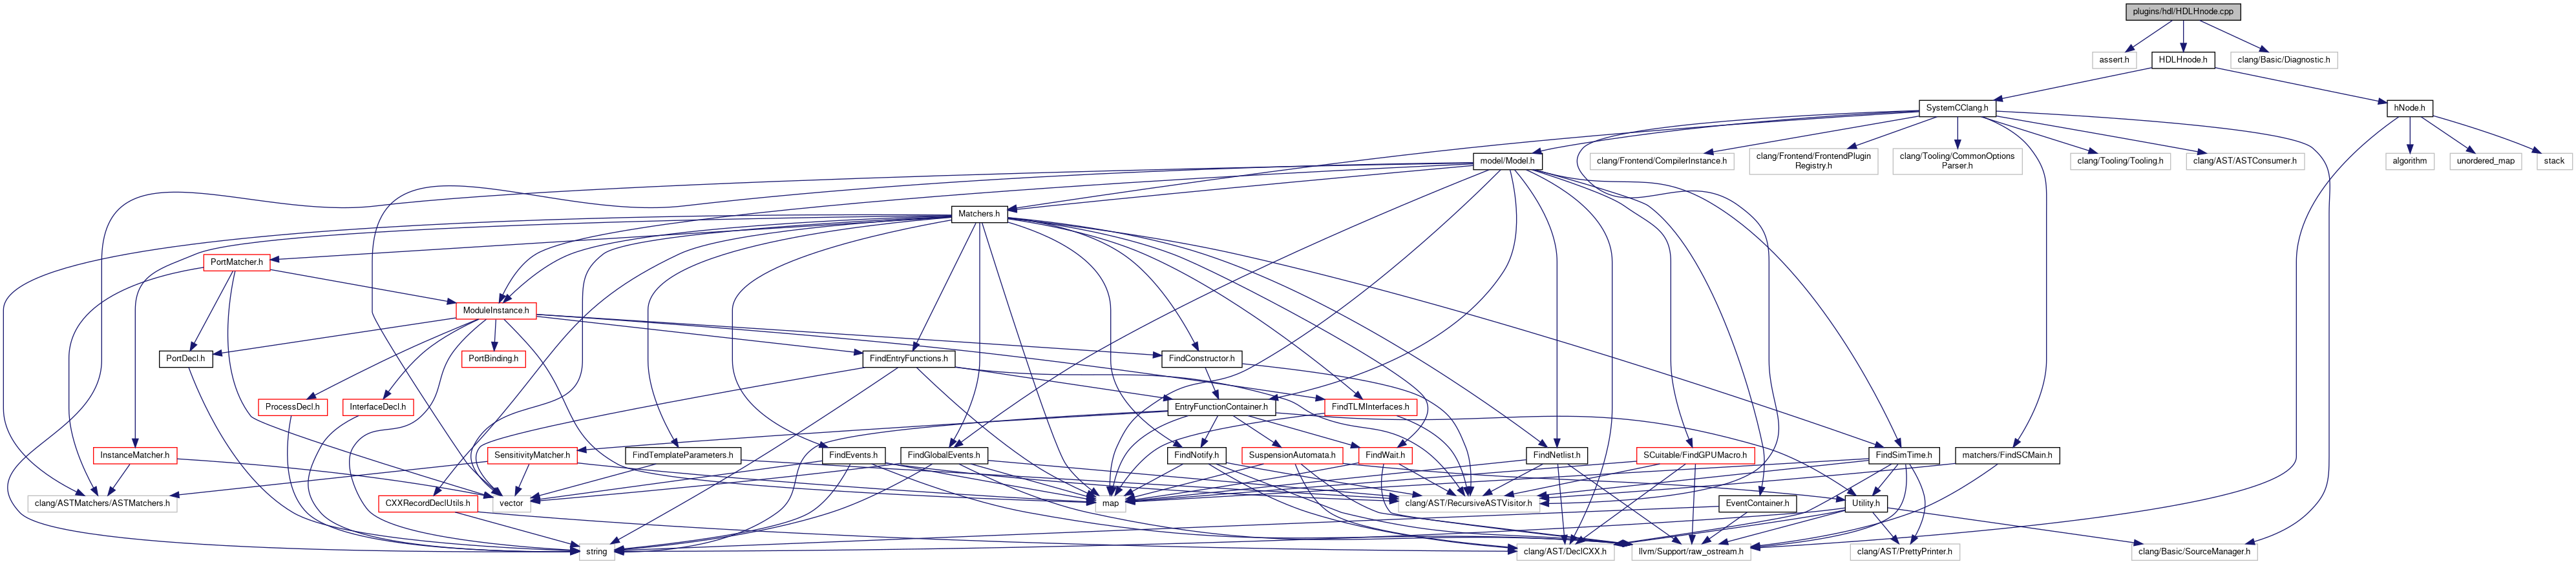 plugins/hdl/HDLHnode.cpp
assert.h
HDLHnode.h
clang/Basic/Diagnostic.h
SystemCClang.h
hNode.h
model/Model.h
clang/Frontend/CompilerInstance.h
clang/Frontend/FrontendPlugin
Registry.h
clang/Tooling/CommonOptions
Parser.h
clang/Tooling/Tooling.h
clang/AST/ASTConsumer.h
algorithm
unordered_map
stack
Matchers.h
PortMatcher.h
ModuleInstance.h
PortDecl.h
PortBinding.h
FindEntryFunctions.h
FindConstructor.h
ProcessDecl.h
InterfaceDecl.h
EntryFunctionContainer.h
FindTLMInterfaces.h
InstanceMatcher.h
SensitivityMatcher.h
FindTemplateParameters.h
FindEvents.h
FindGlobalEvents.h
FindNotify.h
SuspensionAutomata.h
FindWait.h
FindNetlist.h
SCuitable/FindGPUMacro.h
FindSimTime.h
matchers/FindSCMain.h
clang/ASTMatchers/ASTMatchers.h
CXXRecordDeclUtils.h
vector
map
clang/AST/RecursiveASTVisitor.h
EventContainer.h
Utility.h
string
clang/AST/DeclCXX.h
llvm/Support/raw_ostream.h
clang/AST/PrettyPrinter.h
clang/Basic/SourceManager.h